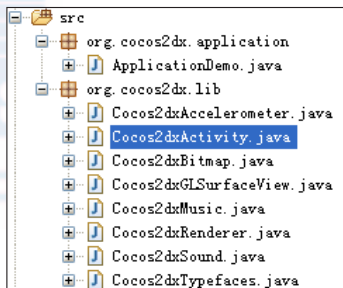 src
org.cocos2dx.application
ApplicationDemo.java
org.cocos2dx.lib
Cocos2dxAccelerometer.java
Cocos2dxActivity.java
Cocos2dxBitmap.java
Cocos2dxGLSurfaceView.java
Cocos2dxMusic.java
Cocos2dxRenderer.java
Cocos2dxSound.java
Cocos2dxTypefaces.java